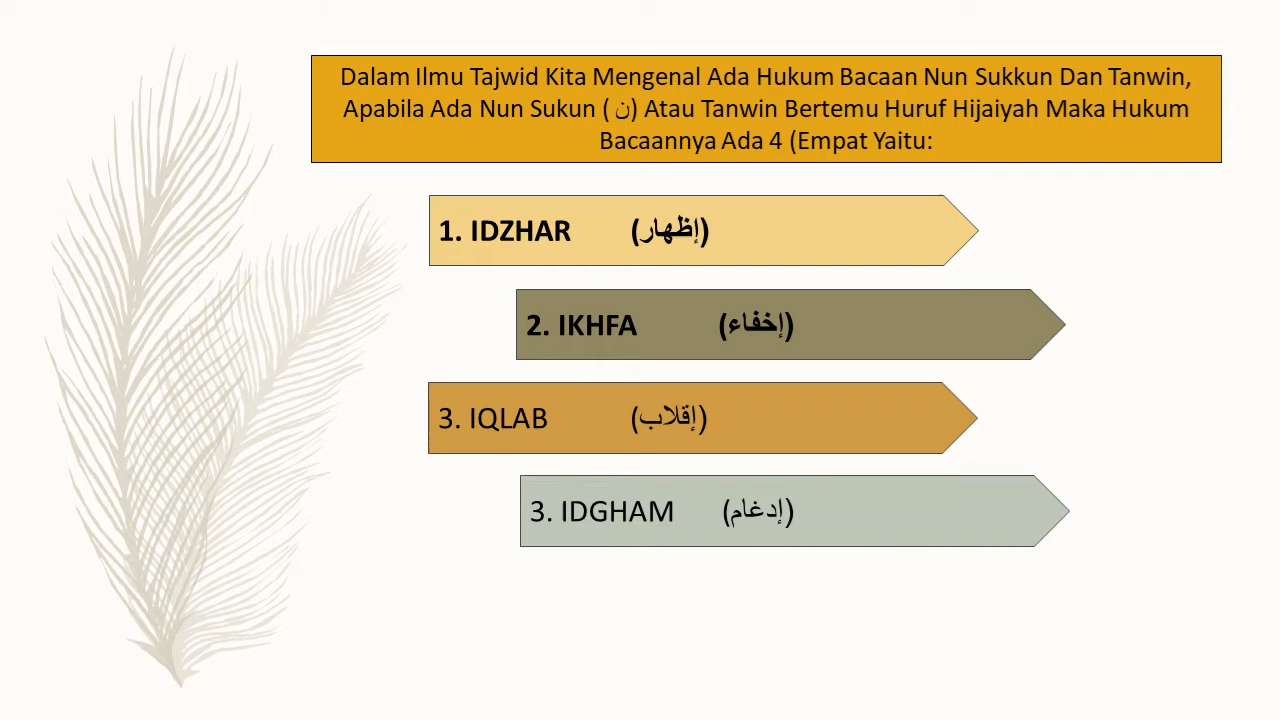 Dalam Ilmu Tajwid Kita Mengenal Ada Hukum Bacaan Nun Sukkun Dan Tanwin,
Apabila Ada Nun Sukun ( ن) Atau Tanwin Bertemu Huruf Hijaiyah Maka Hukum
Bacaannya Ada 4 (Empat Yaitu:
1. IDZHAR (إظهار)
2. IKHFA (إخفاء)
3. IQLAB (إقلاب)
3. IDGHAM (إدغام)